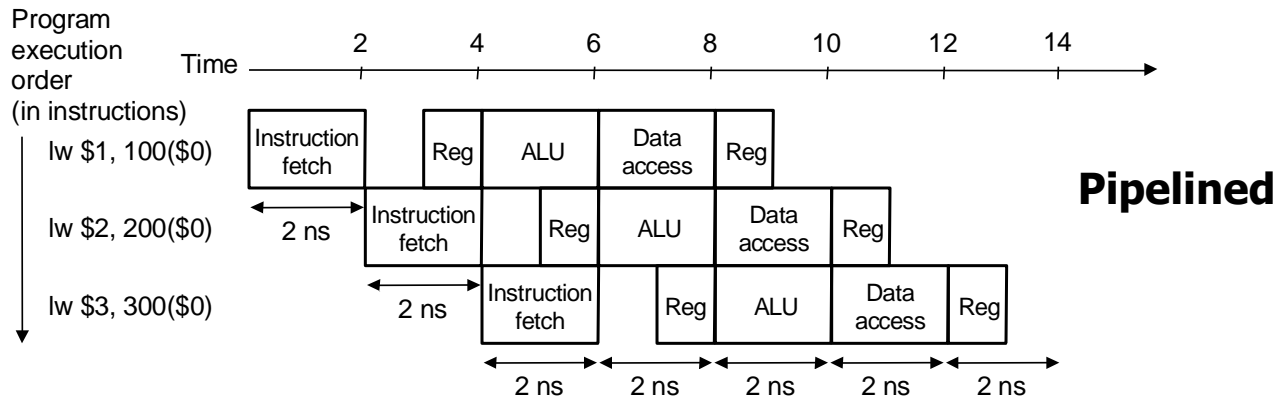 Program
execution
order
(in instructions)
Time
2 4 6 8 10 12 14
lw $1, 100($0)
Instruction
fetch
Reg
ALU
Data
access
Reg
Pipelined
lw $2, 200($0)
2 ns
Instruction
fetch
Reg
ALU
Data
access
Reg
lw $3, 300($0)
2 ns
Instruction
fetch
Reg
ALU
Data
access
Reg
2 ns 2 ns 2 ns 2 ns 2 ns